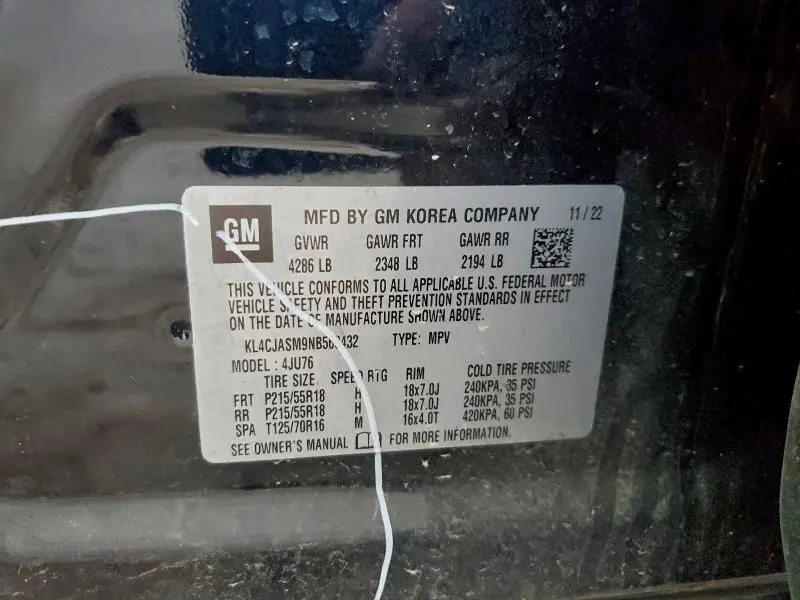 GM
MFD BY GM KOREA COMPANY 11 / 22
GVWR GAWR FRT GAWR RR
4286 LB 2348 LB 2194 LB
THIS VEHICLE CONFORMS TO ALL APPLICABLE U.S. FEDERAL MOTOR
VEHICLE SAFETY AND THEFT PREVENTION STANDARDS IN EFFECT
ON THE DATE OF MANUFACTURE SHOWN ABOVE.
TYPE: MPV
MODEL: 4JU76
TIRE SIZE SPEED RTG RIM COLD TIRE PRESSURE
FRT P215/55R18 H 18x7.0J 240KPA, 35 PSI
RR P215/55R18 H 18x7.0J 240KPA, 35 PSI
SPA T125/70R16 M 16x4.0T 420KPA, 60 PSI
SEE OWNER'S MANUAL FOR MORE INFORMATION.